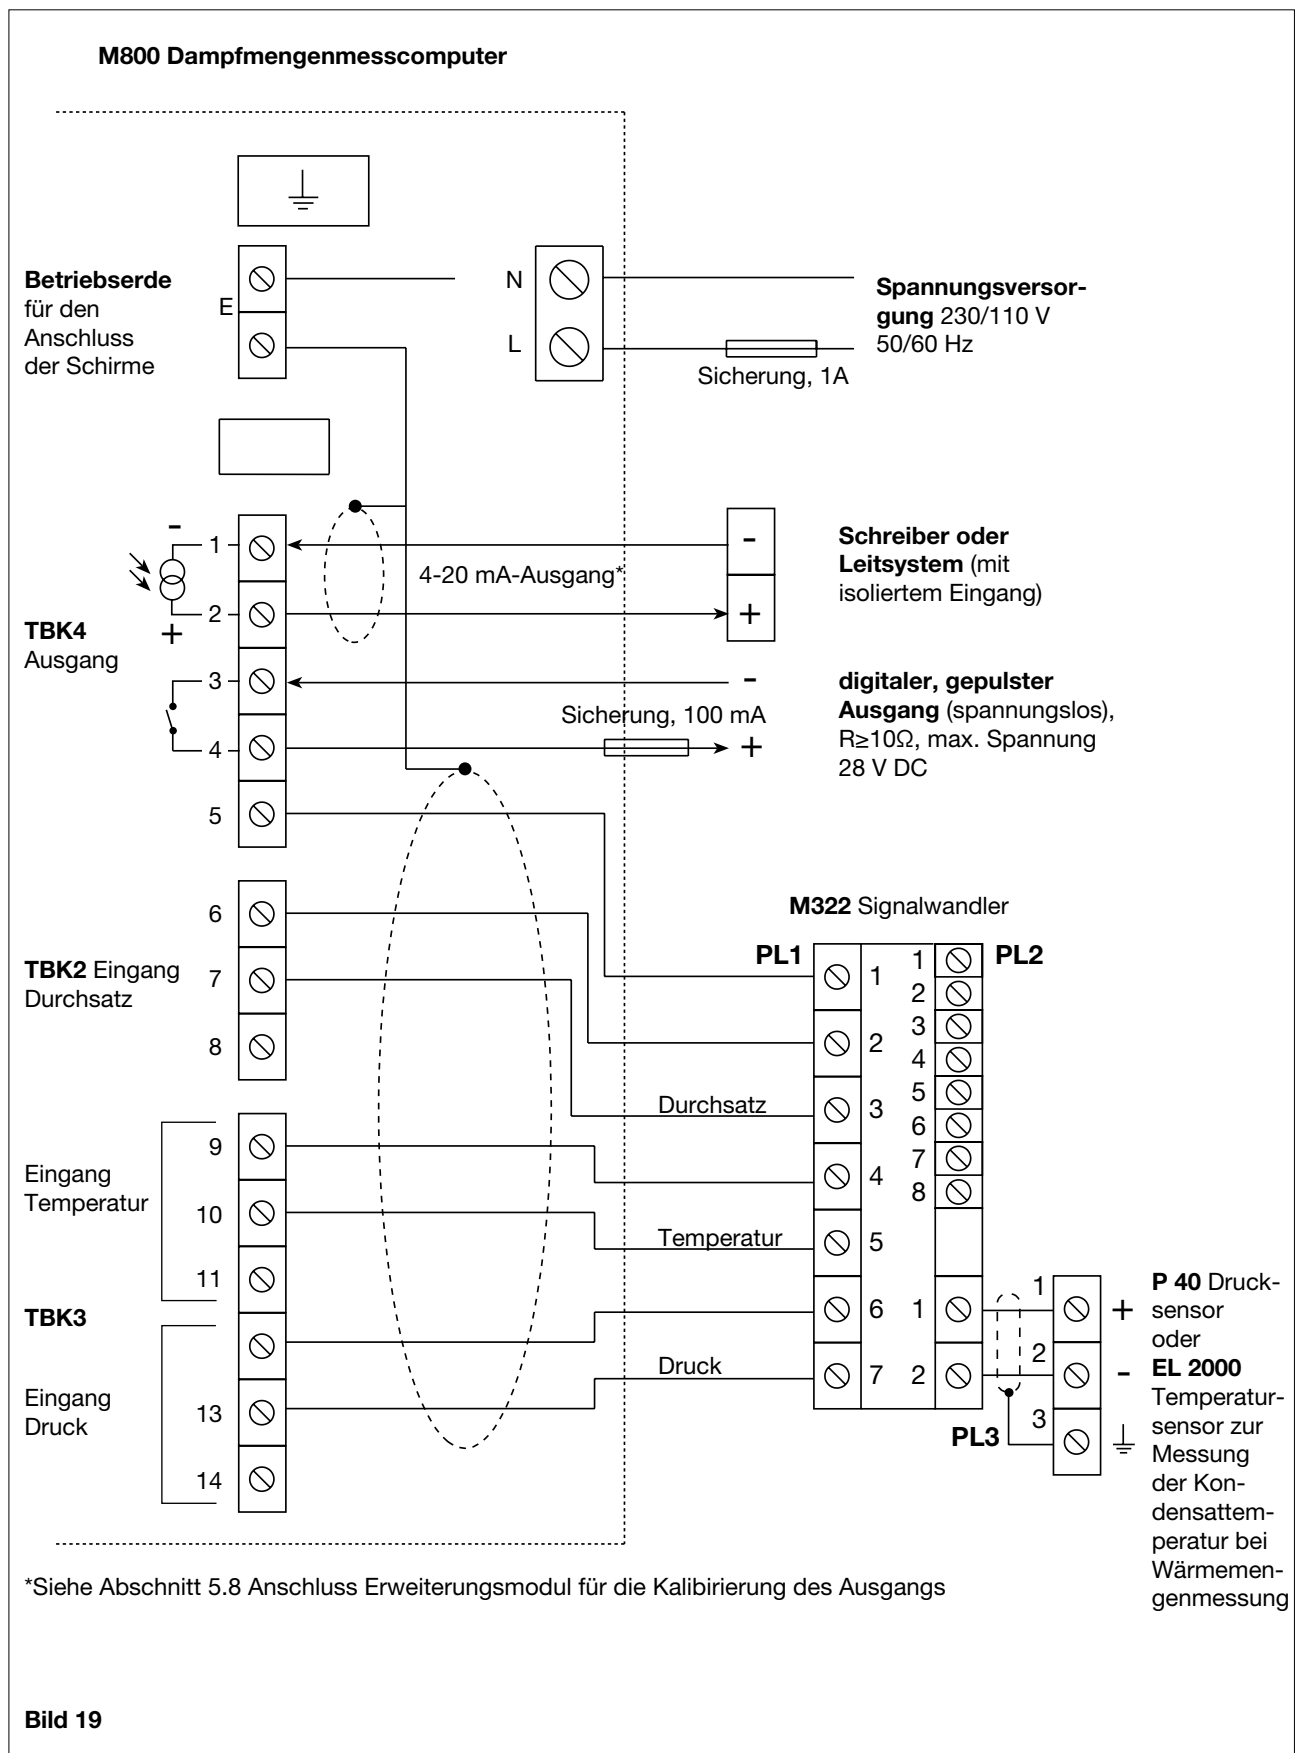 M800 Dampfmengenmesscomputer
Betriebserde
für den
Anschluss
der Schirme
E
N
L
Spannungsversor-
gung 230/110 V
50/60 Hz
Sicherung, 1A
TBK4
Ausgang
-
1
2
+
3
4
5
4-20 mA-Ausgang*
-
+
Schreiber oder
Leitsystem (mit
isoliertem Eingang)
Sicherung, 100 mA
-
+
digitaler, gepulster
Ausgang (spannungslos),
R≥10Ω, max. Spannung
28 V DC
TBK2 Eingang
Durchsatz
6
7
8
Eingang
Temperatur
9
10
11
TBK3
Eingang
Druck
13
14
M322 Signalwandler
PL1
1
2
3
4
5
6
7
Durchsatz
Temperatur
Druck
PL2
1
2
3
4
5
6
7
8
1
2
PL3
1
2
3
+
-
P 40 Druck-
sensor
oder
EL 2000
Temperatur-
sensor zur
Messung
der Kon-
densattem-
peratur bei
Wärmemen-
genmessung
*Siehe Abschnitt 5.8 Anschluss Erweiterungsmodul für die Kalibirierung des Ausgangs
Bild 19